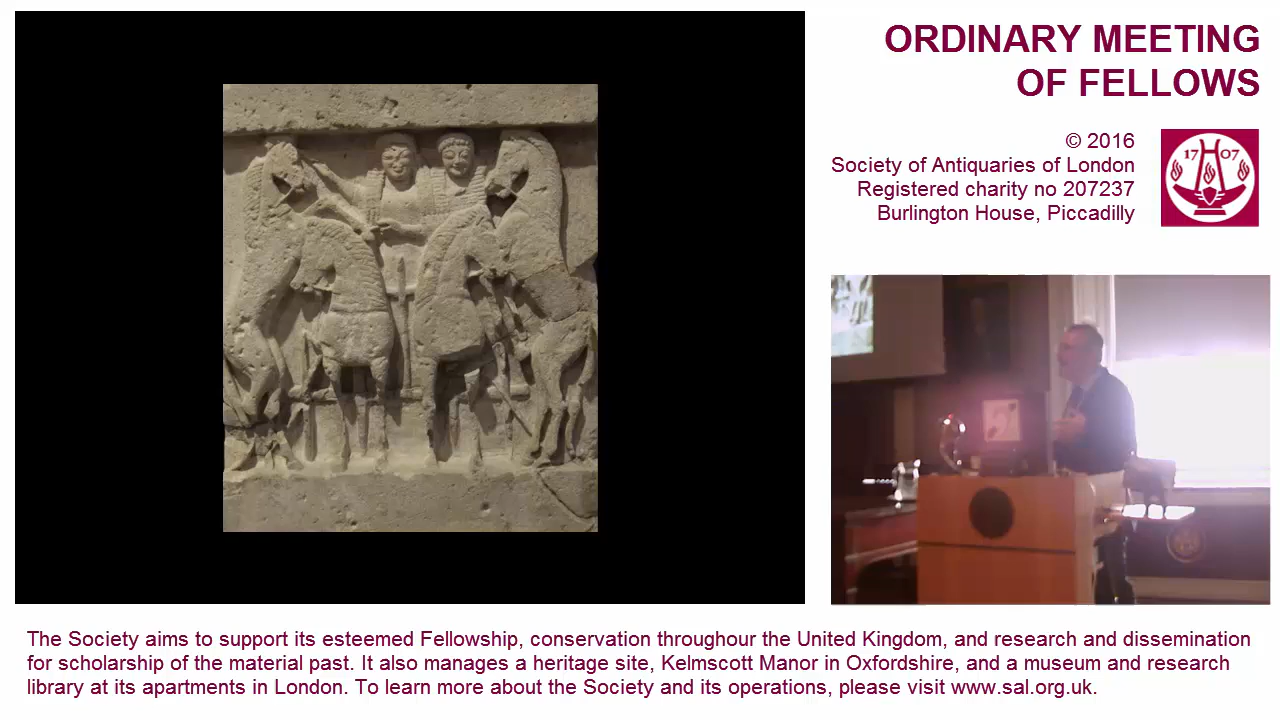 ORDINARY MEETING
OF FELLOWS
© 2016
Society of Antiquaries of London
Registered charity no 207237
Burlington House, Piccadilly
17 07
The Society aims to support its esteemed Fellowship, conservation throughour the United Kingdom, and research and dissemination
for scholarship of the material past. It also manages a heritage site, Kelmscott Manor in Oxfordshire, and a museum and research
library at its apartments in London. To learn more about the Society and its operations, please visit www.sal.org.uk.